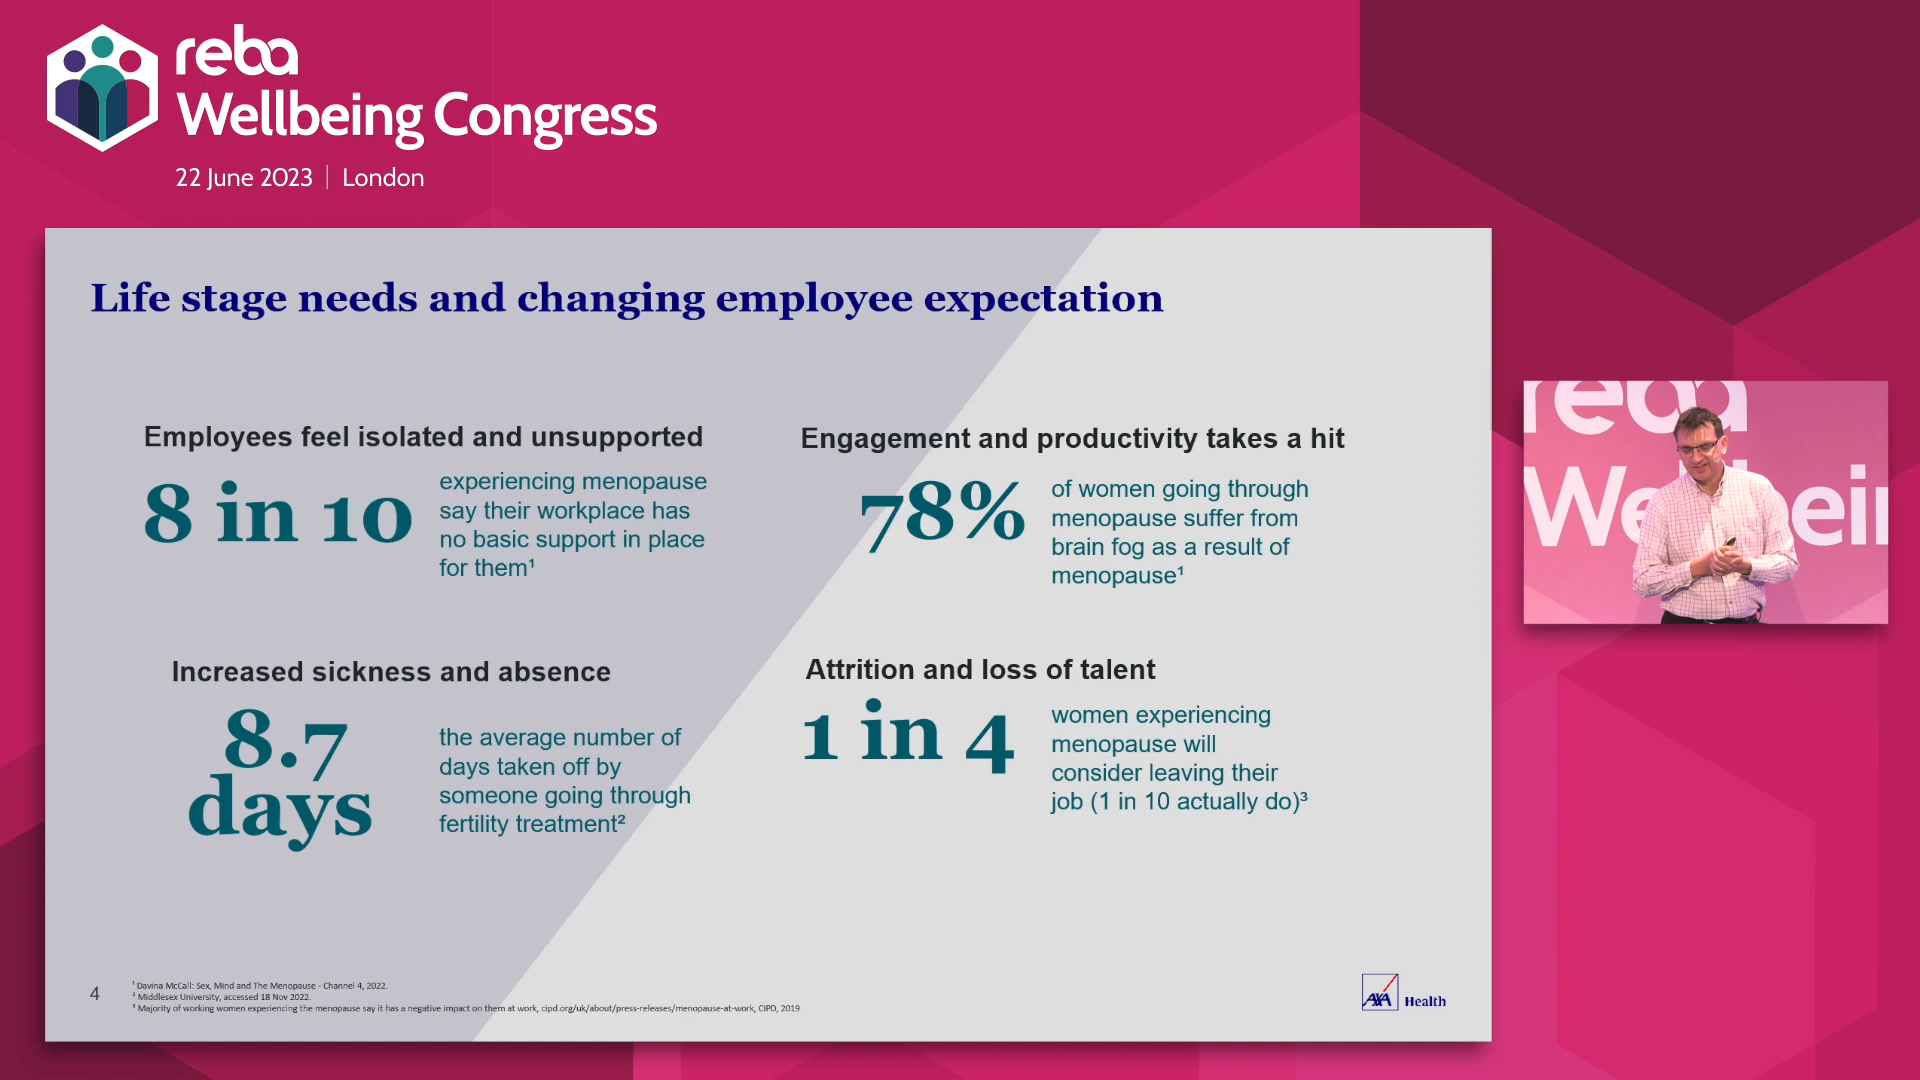 reba
Wellbeing Congress
22 June 2023 | London
Life stage needs and changing employee expectation
Employees feel isolated and unsupported
8 in 10
experiencing menopause
say their workplace has
no basic support in place
for them¹
Engagement and productivity takes a hit
78%
of women going through
menopause suffer from
brain fog as a result of
menopause¹
Increased sickness and absence
8.7
days
the average number of
days taken off by
someone going through
fertility treatment²
Attrition and loss of talent
1 in 4
women experiencing
menopause will
consider leaving their
job (1 in 10 actually do)³
4
¹ Davina McCall: Sex, Mind and The Menopause - Channel 4, 2022.
² Middlesex University, accessed 18 Nov 2022.
³ Majority of working women experiencing the menopause say it has a negative impact on them at work, cipd.org/uk/about/press-releases/menopause-at-work, CIPD, 2019
AXA Health
reba
Wellbein